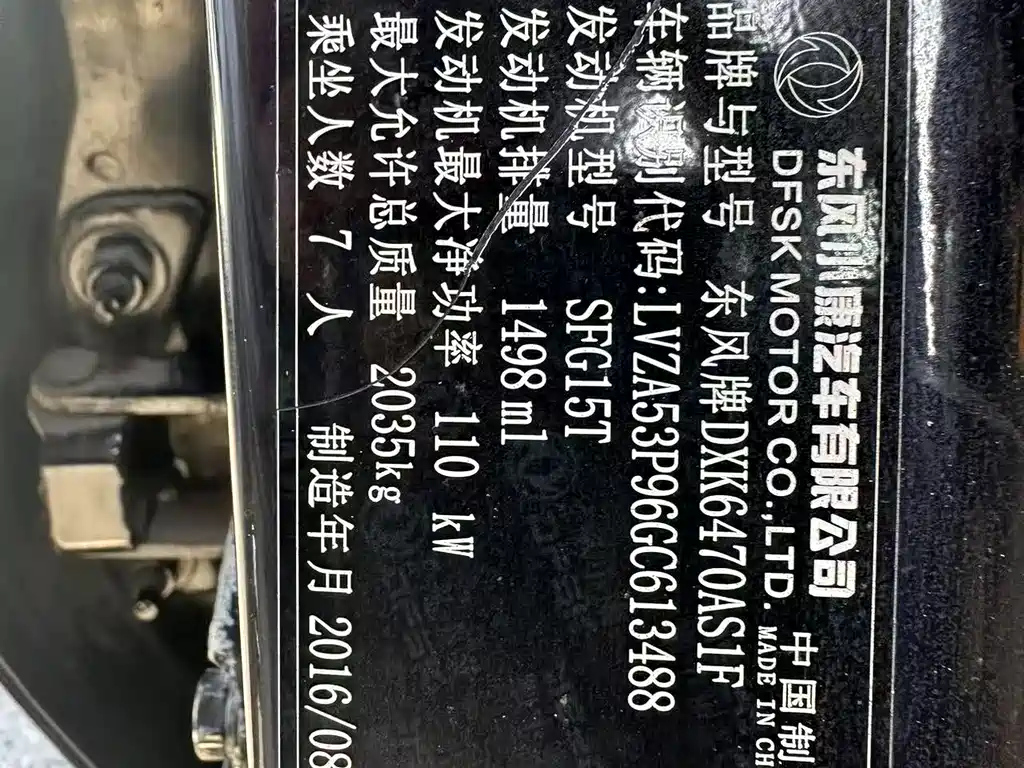 东风小康汽车有限公司 中国制
DFSK MOTOR CO.,LTD. MADE IN CH
品牌与型号 东风牌DXK6470AS1F
车辆识别代码:LVZA53P96GC613488
发动机型号 SFG15T
发动机排量 1498ml
发动机最大净功率 110 kW
最大允许总质量 2035kg
乘坐人数 7 人 制造年月 2016/08